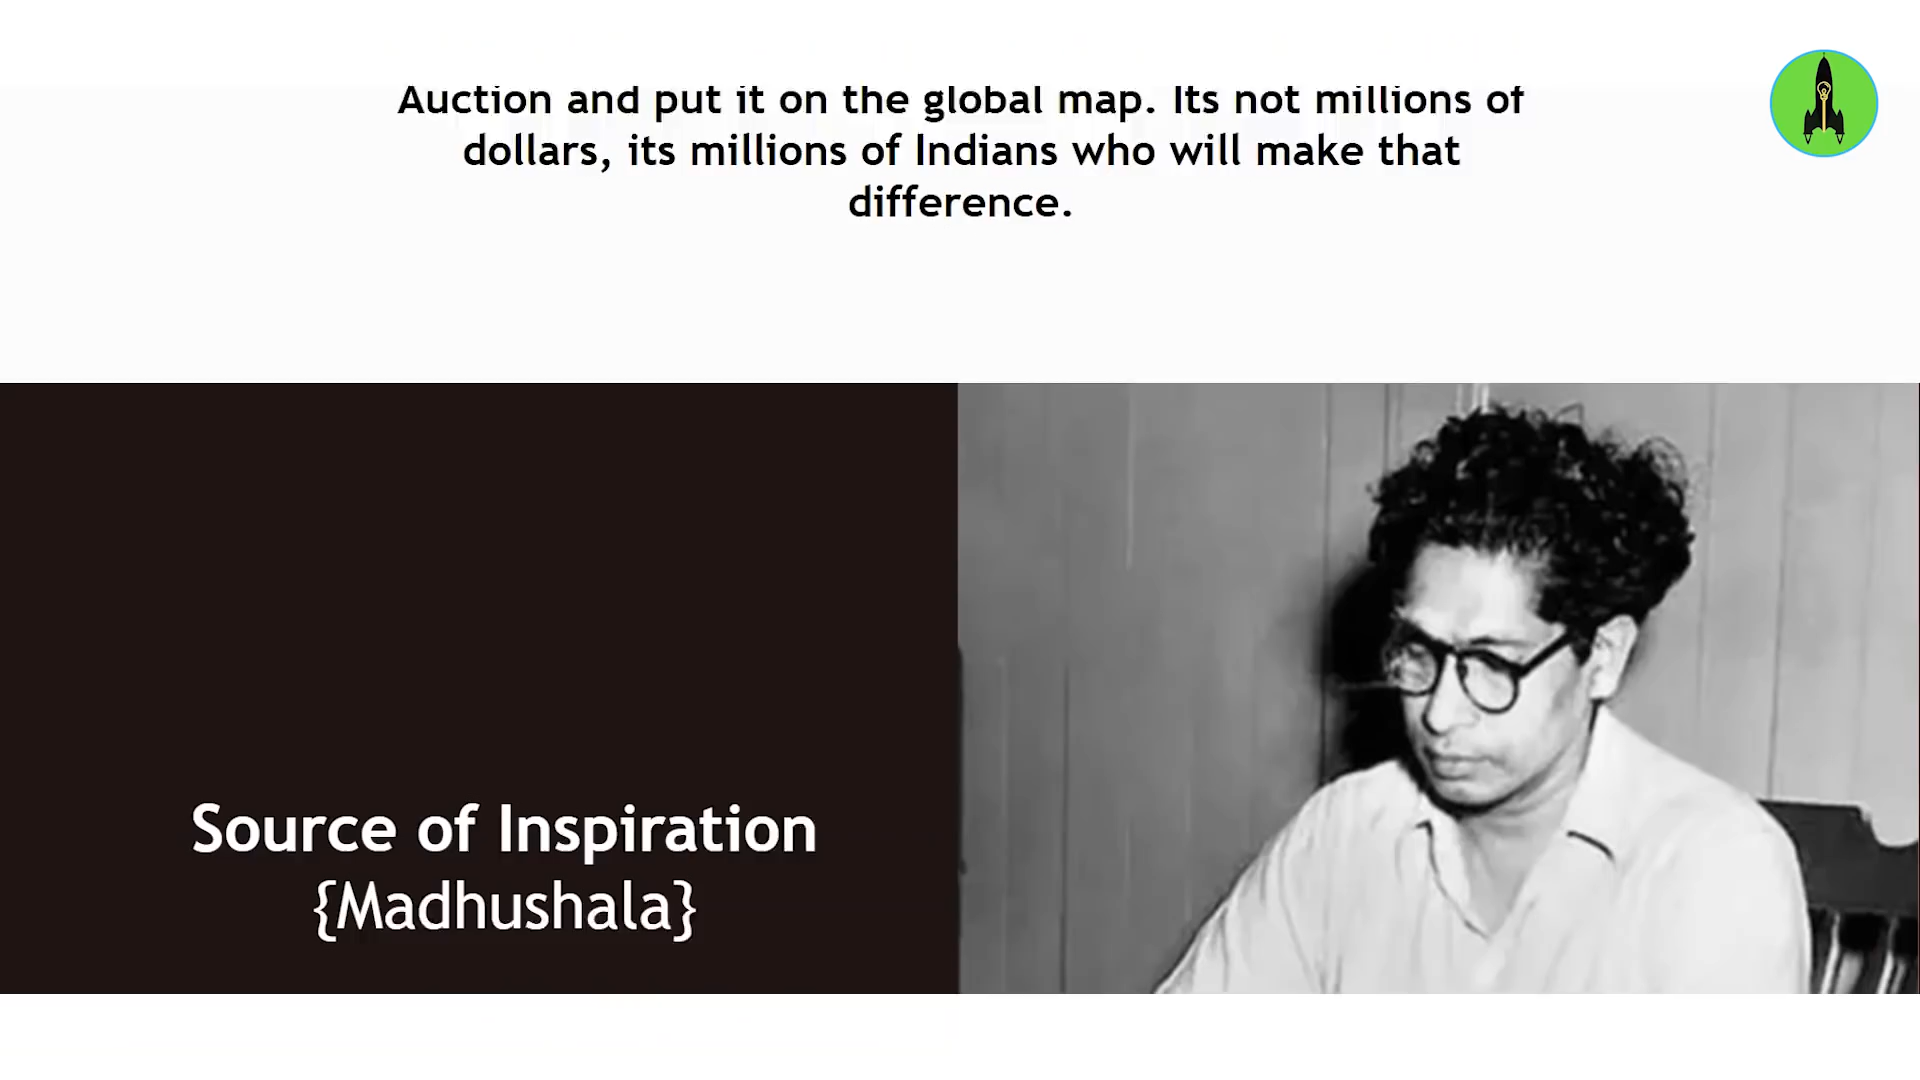 Auction and put it on the global map. Its not millions of
dollars, its millions of Indians who will make that
difference.
Source of Inspiration
{Madhushala}